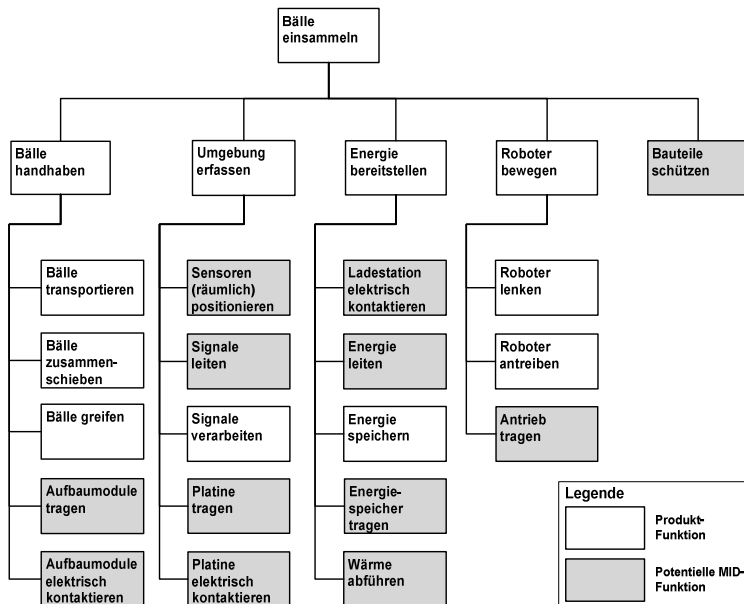 Bälle
einsammeln
Bälle
handhaben
Umgebung
erfassen
Energie
bereitstellen
Roboter
bewegen
Bauteile
schützen
Bälle
transportieren
Bälle
zusammen-
schieben
Bälle greifen
Aufbaumodule
tragen
Aufbaumodule
elektrisch
kontaktieren
Sensoren
(räumlich)
positionieren
Signale
leiten
Signale
verarbeiten
Platine
tragen
Platine
elektrisch
kontaktieren
Ladestation
elektrisch
kontaktieren
Energie
leiten
Energie
speichern
Energie-
speicher
tragen
Wärme
abführen
Roboter
lenken
Roboter
antreiben
Antrieb
tragen
Legende
Produkt-
Funktion
Potentielle MID-
Funktion